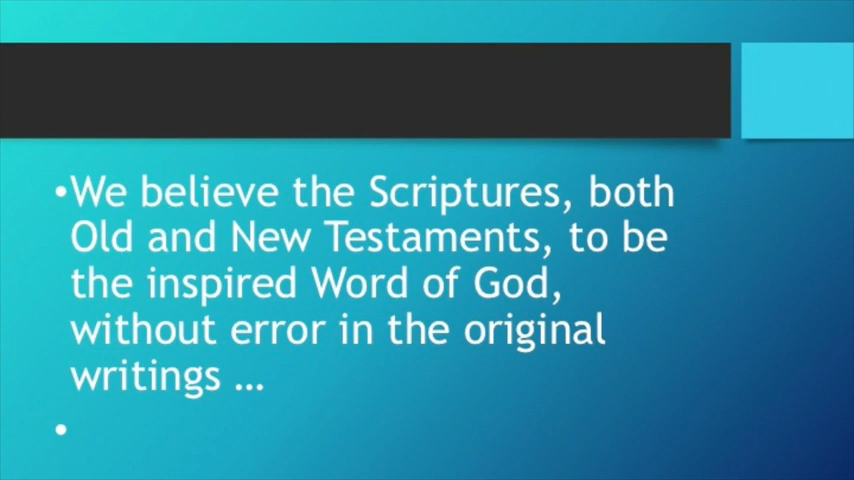 •We believe the Scriptures, both
Old and New Testaments, to be
the inspired Word of God,
without error in the original
writings …
•